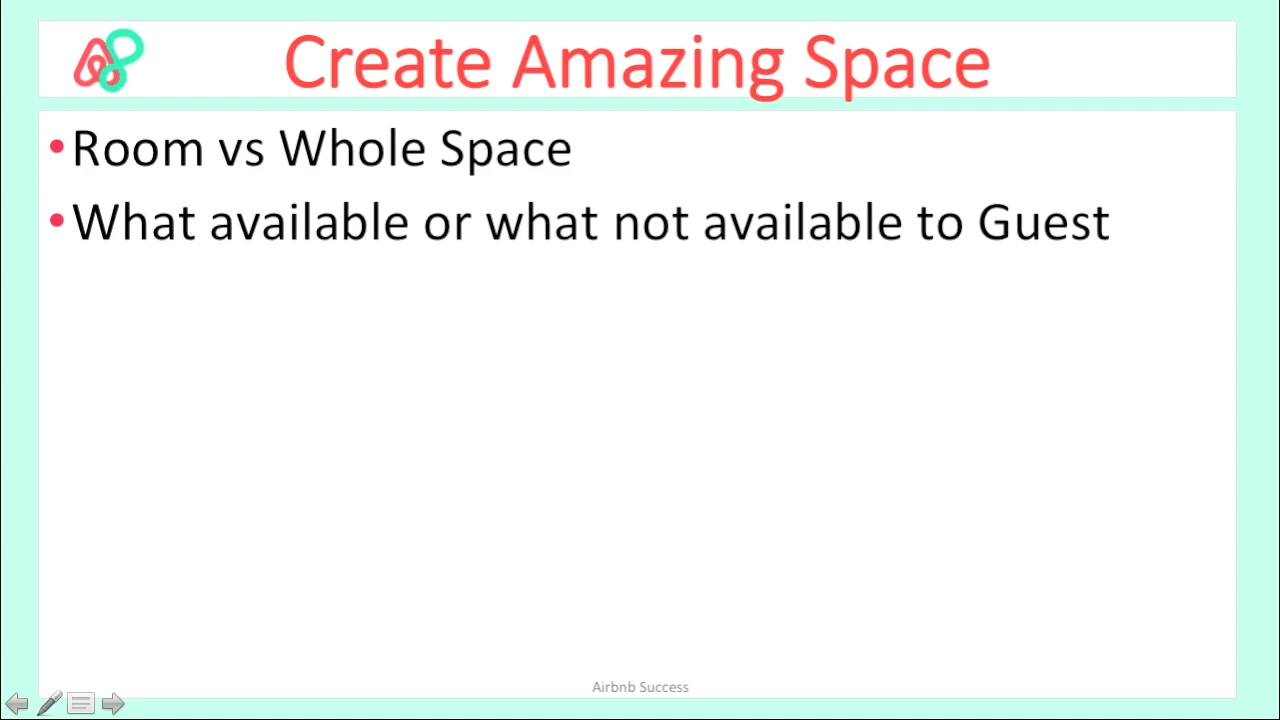 Create Amazing Space
•Room vs Whole Space
•What available or what not available to Guest
Airbnb Success